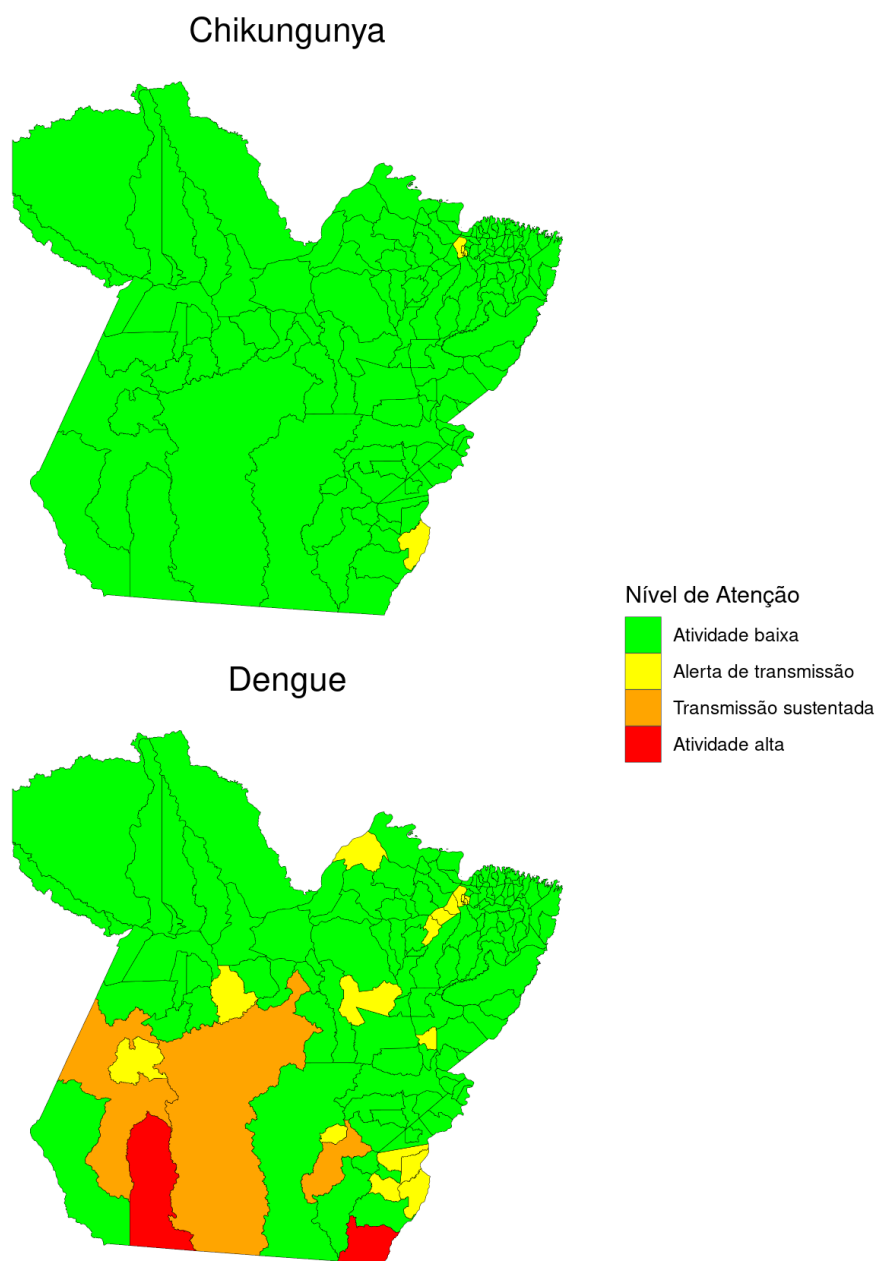 Chikungunya
Nível de Atenção
Atividade baixa
Alerta de transmissão
Transmissão sustentada
Atividade alta
Dengue